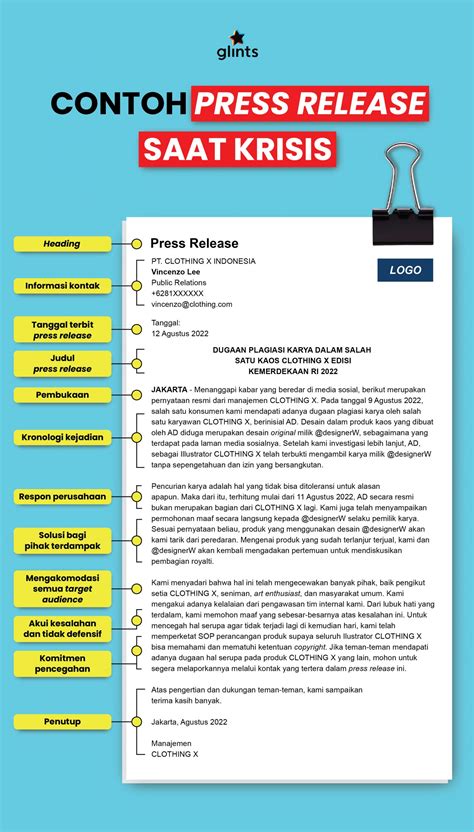 glints
CONTOH PRESS RELEASE
SAAT KRISIS
Heading
Press Release
LOGO
Informasi kontak
PT. CLOTHING X INDONESIA
Vincenzo Lee
Public Relations
+6281XXXXXX
vincenzo@clothing.com
Tanggal terbit
press release
Tanggal:
12 Agustus 2022
Judul
press release
DUGAAN PLAGIASI KARYA DALAM SALAH
SATU KAOS CLOTHING X EDISI
KEMERDEKAAN RI 2022
Pembukaan
Kronologi kejadian
JAKARTA - Menanggapi kabar yang beredar di media sosial, berikut merupakan
pernyataan resmi dari manajemen CLOTHING X. Pada tanggal 9 Agustus 2022,
salah satu konsumen kami mendapati adanya dugaan plagiasi karya oleh salah
satu karyawan CLOTHING X, berinisial AD. Desain dalam produk kaos yang dibuat
oleh AD diduga merupakan desain original milik @designerW, sebagaimana yang
terdapat pada laman media sosialnya. Setelah kami investigasi lebih lanjut, AD,
sebagai Illustrator CLOTHING X telah terbukti mengambil karya milik @designerW
tanpa sepengetahuan dan izin yang bersangkutan.
Respon perusahaan
Solusi bagi
pihak terdampak
Pencurian karya adalah hal yang tidak bisa ditoleransi untuk alasan
apapun. Maka dari itu, terhitung mulai dari 11 Agustus 2022, AD secara resmi
bukan merupakan bagian dari CLOTHING X lagi. Kami juga telah menyampaikan
permohonan maaf secara langsung kepada @designerW selaku pemilik karya.
Sesuai pernyataan beliau, produk yang menggunakan desain @designerW akan
kami tarik dari peredaran. Mengenai produk yang sudah terlanjur terjual, kami dan
@designerW akan kembali mengadakan pertemuan untuk mendiskusikan
pembagian royalti.
Mengakomodasi
semua target
audience
Akui kesalahan
dan tidak defensif
Komitmen
pencegahan
Kami menyadari bahwa hal ini telah mengecewakan banyak pihak, baik pengikut
setia CLOTHING X, seniman, art enthusiast, dan masyarakat umum. Kami
mengakui adanya kelalaian dari pengawasan tim internal kami. Dari lubuk hati yang
terdalam, kami memohon maaf yang sebesar-besarnya atas kesalahan ini. Untuk
mencegah hal serupa agar tidak terjadi lagi di kemudian hari, kami telah
memperketat SOP perancangan produk supaya seluruh Ilustrator CLOTHING X
bisa memahami dan mematuhi ketentuan copyright. Jika teman-teman mendapati
adanya dugaan hal serupa pada produk CLOTHING X yang lain, mohon untuk
segera melaporkannya melalui kontak yang tertera dalam press release ini.
Atas pengertian dan dukungan teman-teman, kami sampaikan
terima kasih banyak.
Penutup
Jakarta, Agustus 2022
Manajemen
CLOTHING X